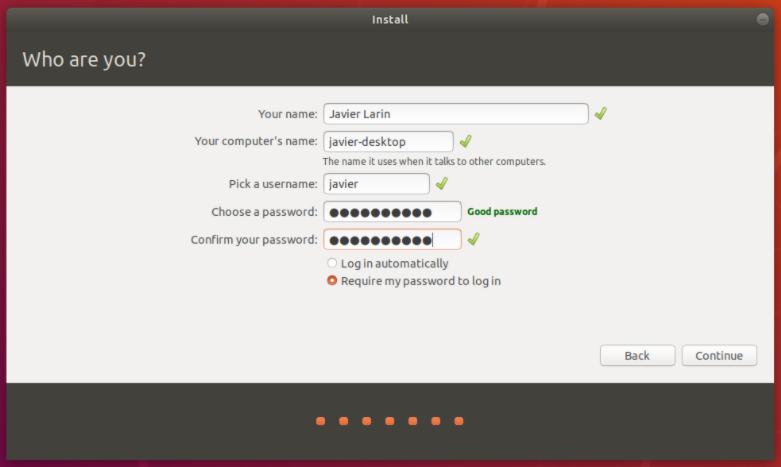 Install
Who are you?
Your name: Javier Larin
Your computer's name: javier-desktop
The name it uses when it talks to other computers.
Pick a username: javier
Choose a password: ●●●●●●●●●● Good password
Confirm your password: ●●●●●●●●●●
Log in automatically
Require my password to log in
Back Continue